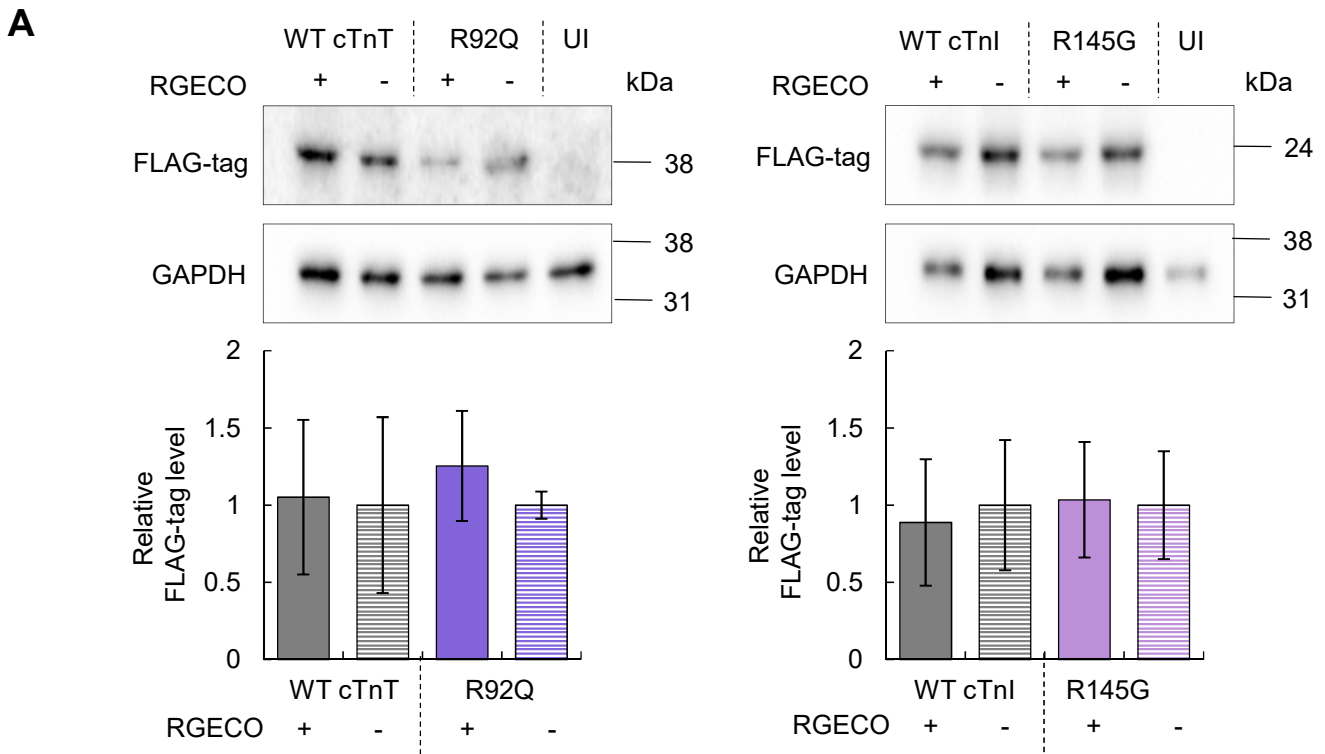 A
WT cTnT R92Q UI
RGECO + - + - kDa
FLAG-tag 38
GAPDH 38
31
2
1.5
1
0.5
0
Relative
FLAG-tag level
WT cTnT R92Q
RGECO + - + -
WT cTnI R145G UI
RGECO + - + - kDa
FLAG-tag 24
GAPDH 38
31
2
1.5
1
0.5
0
Relative
FLAG-tag level
WT cTnI R145G
RGECO + - + -